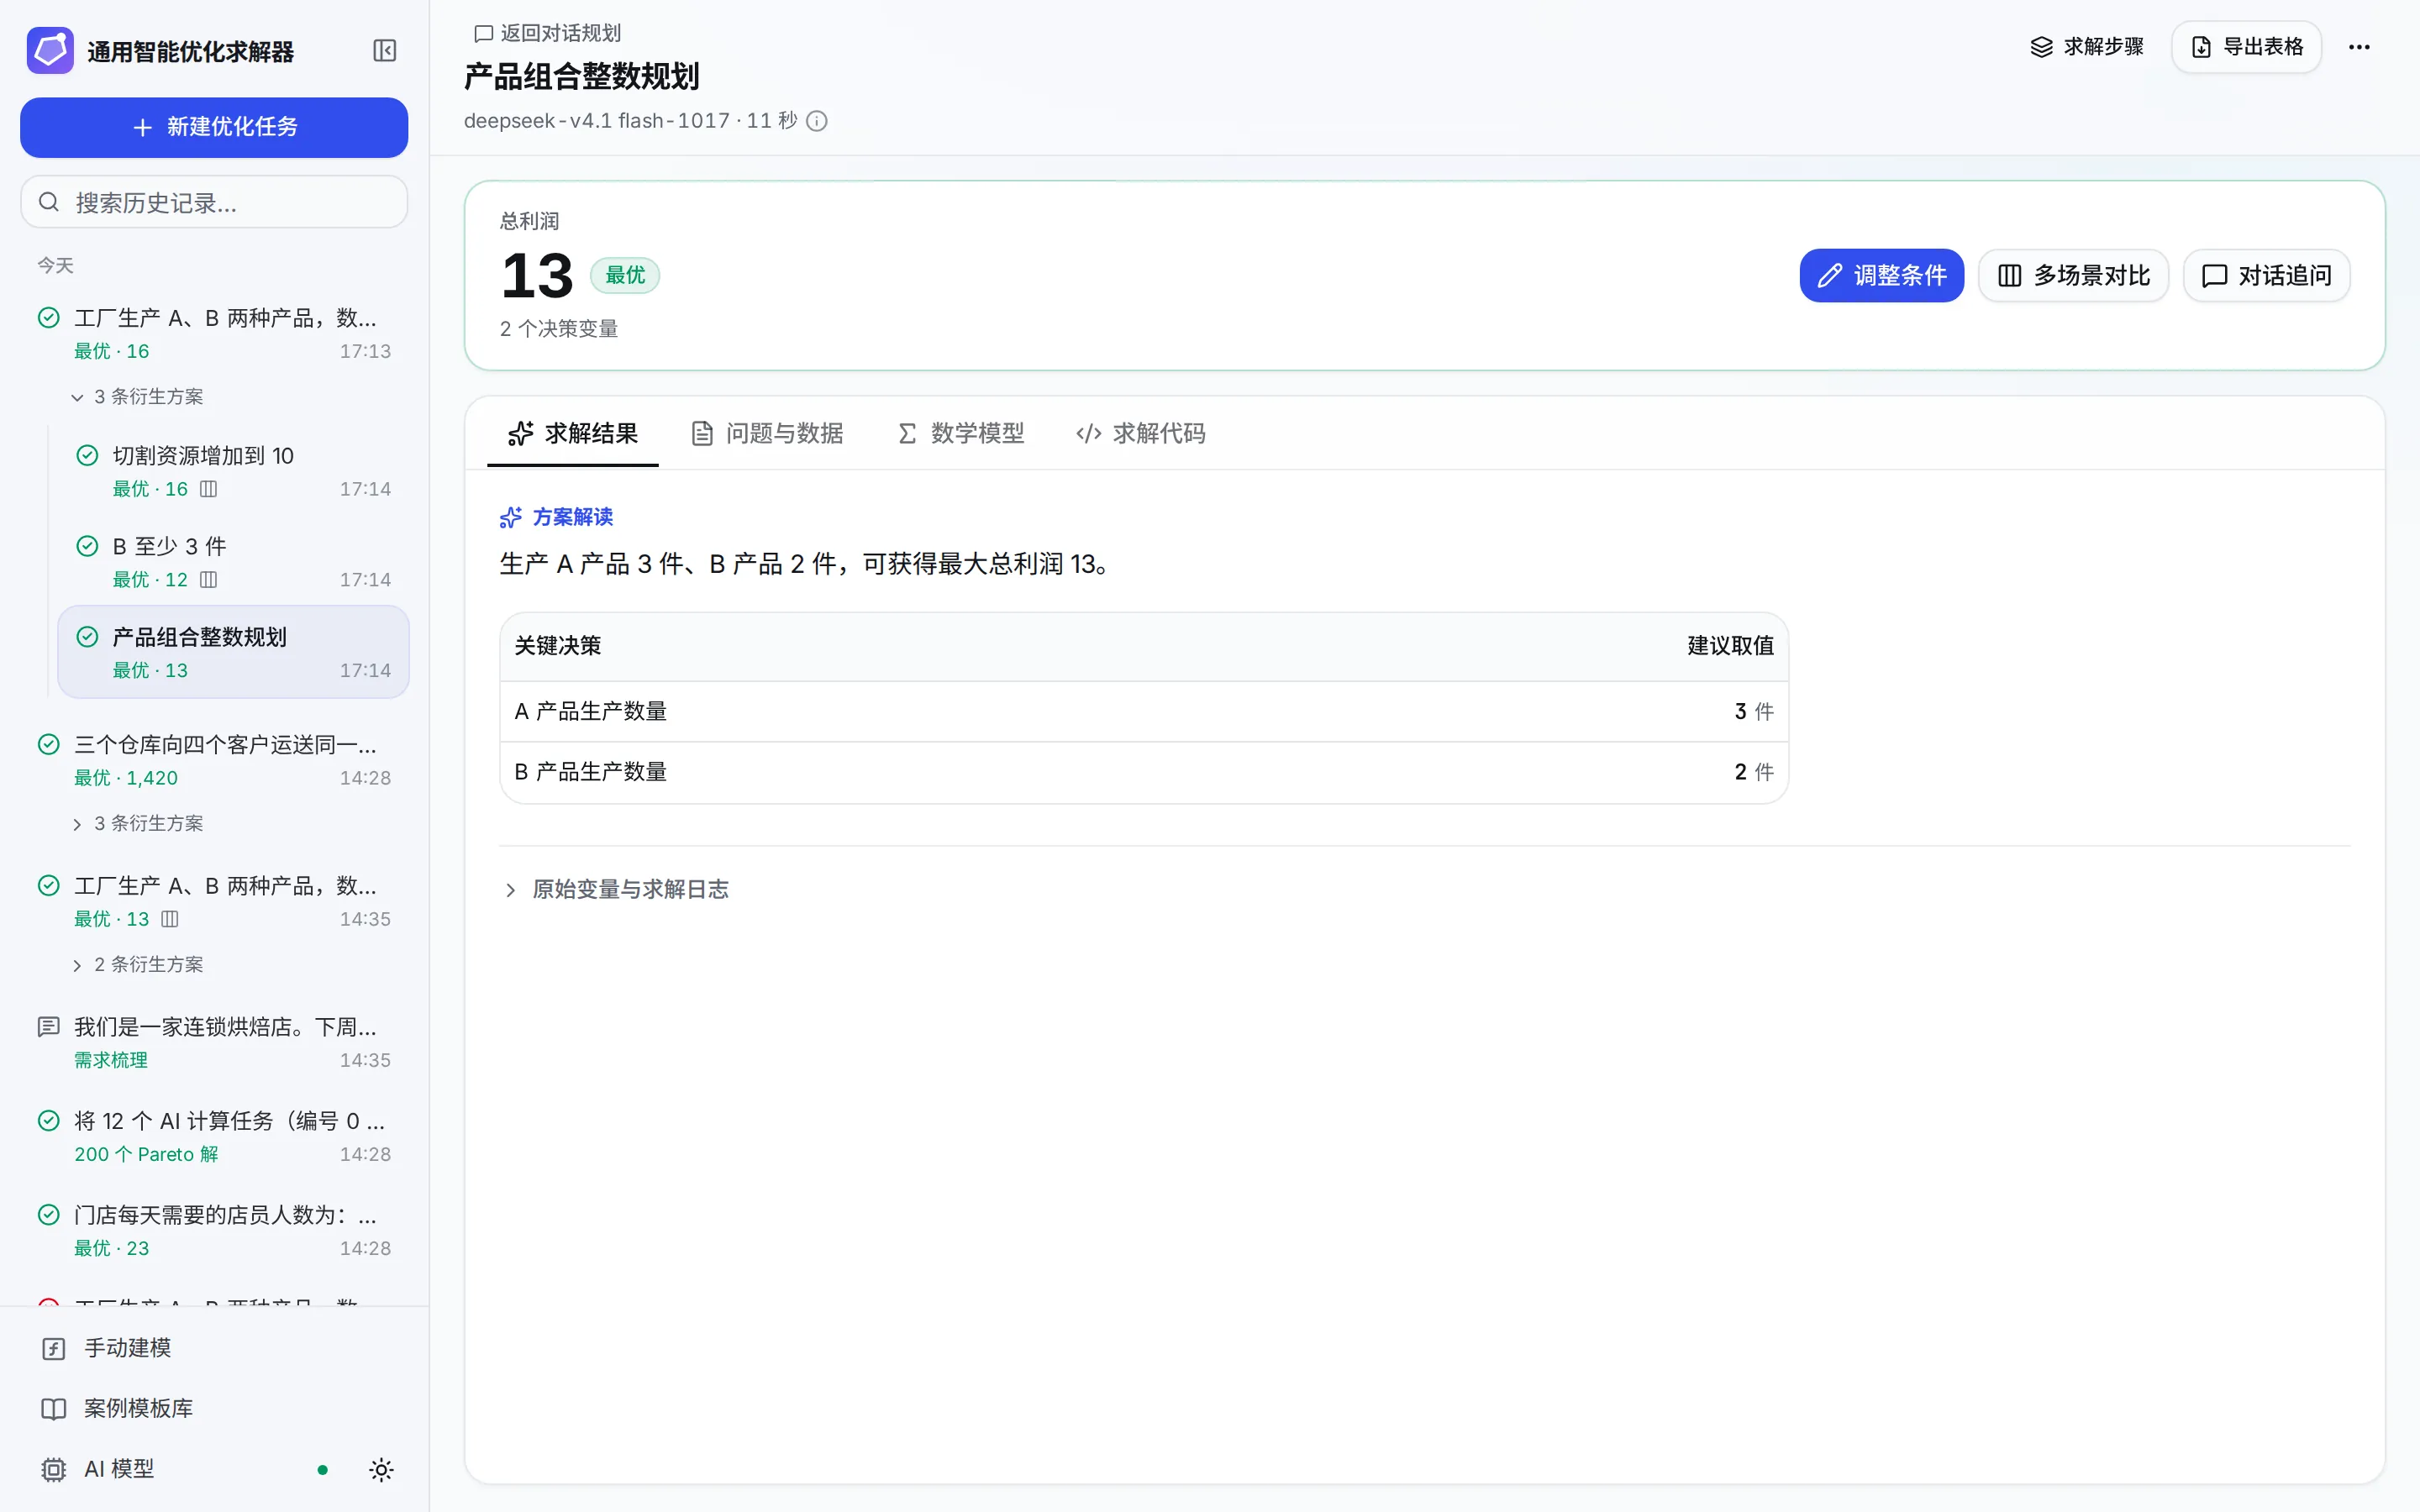 通用智能优化求解器
新建优化任务
搜索历史记录...
今天
工厂生产 A、B 两种产品，数...
最优 · 16 17:13
3 条衍生方案
切割资源增加到 10
最优 · 16 17:14
B 至少 3 件
最优 · 12 17:14
产品组合整数规划
最优 · 13 17:14
三个仓库向四个客户运送同一...
最优 · 1,420 14:28
3 条衍生方案
工厂生产 A、B 两种产品，数...
最优 · 13 14:35
2 条衍生方案
我们是一家连锁烘焙店。下周...
需求梳理 14:35
将 12 个 AI 计算任务（编号 0 ...
200 个 Pareto 解 14:28
门店每天需要的店员人数为：...
最优 · 23 14:28
工厂生产 A、B 两种产品，数
手动建模
案例模板库
AI 模型
返回对话规划
产品组合整数规划
deepseek-v4.1 flash-1017 · 11 秒
求解步骤
导出表格
总利润
13 最优
2 个决策变量
调整条件
多场景对比
对话追问
求解结果
问题与数据
数学模型
求解代码
方案解读
生产 A 产品 3 件、B 产品 2 件，可获得最大总利润 13。
关键决策 建议取值
A 产品生产数量 3 件
B 产品生产数量 2 件
原始变量与求解日志